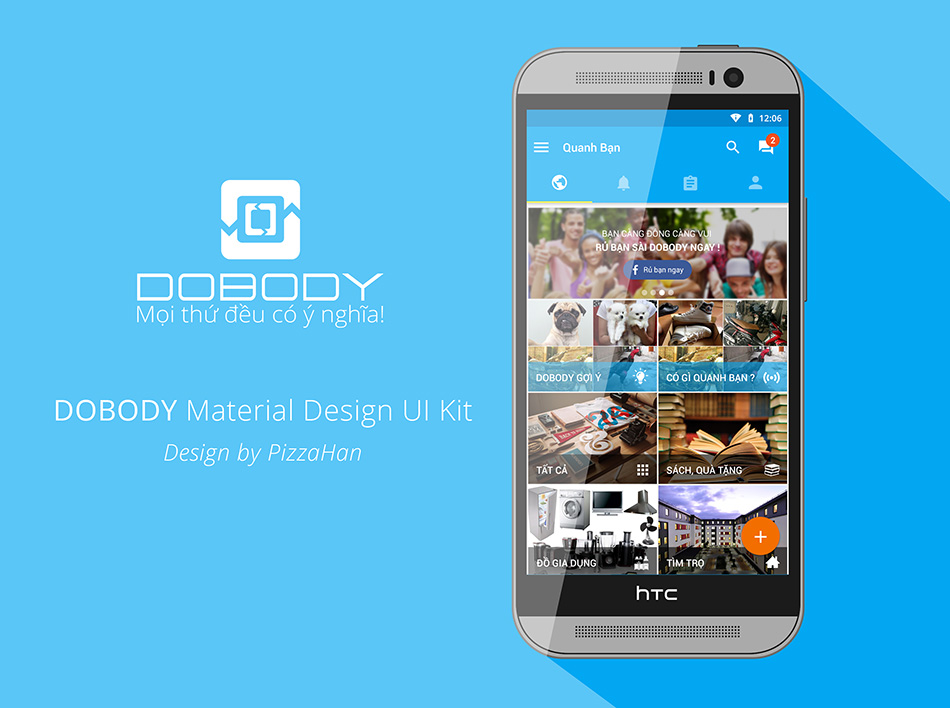 DOBODY
Mọi thứ đều có ý nghĩa!
DOBODY Material Design UI Kit
Design by PizzaHan
12:06
Quanh Bạn
2
BẠN CÀNG ĐÔNG CÀNG VUI
RỦ BẠN SÀI DOBODY NGAY !
f Rủ bạn ngay
DOBODY GỢI Ý
CÓ GÌ QUANH BẠN ?
TẤT CẢ
SÁCH, QUÀ TẶNG
ĐỒ GIA DỤNG
TÌM TRỌ
hTC